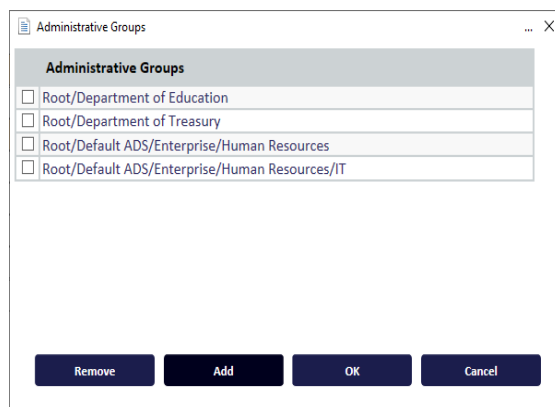 Administrative Groups
... X
Administrative Groups
Root/Department of Education
Root/Department of Treasury
Root/Default ADS/Enterprise/Human Resources
Root/Default ADS/Enterprise/Human Resources/IT
Remove Add OK Cancel